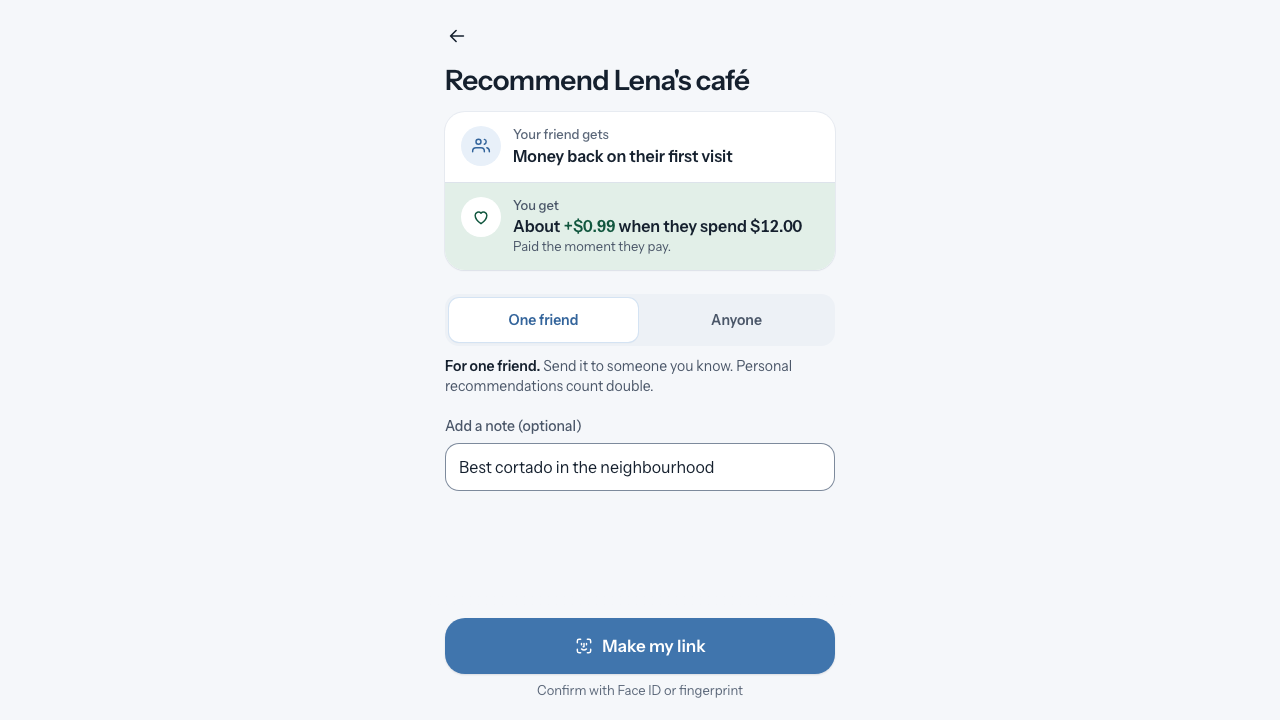 Recommend Lena's café
Your friend gets
Money back on their first visit
You get
About +$0.99 when they spend $12.00
Paid the moment they pay.
One friend
Anyone
For one friend. Send it to someone you know. Personal
recommendations count double.
Add a note (optional)
Best cortado in the neighbourhood
Make my link
Confirm with Face ID or fingerprint